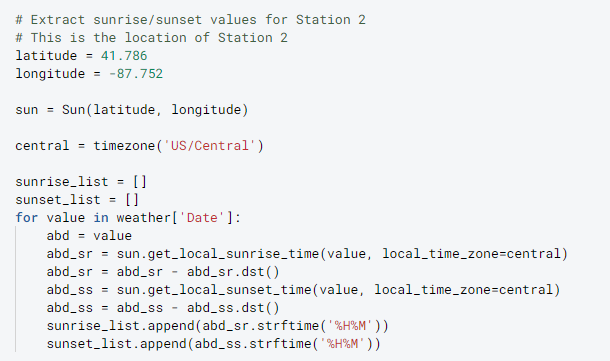 # Extract sunrise/sunset values for Station 2
# This is the location of Station 2
latitude = 41.786
longitude = -87.752

sun = Sun(latitude, longitude)

central = timezone('US/Central')

sunrise_list = []
sunset_list = []
for value in weather['Date']:
    abd = value
    abd_sr = sun.get_local_sunrise_time(value, local_time_zone=central)
    abd_sr = abd_sr - abd_sr.dst()
    abd_ss = sun.get_local_sunset_time(value, local_time_zone=central)
    abd_ss = abd_ss - abd_ss.dst()
    sunrise_list.append(abd_sr.strftime('%H%M'))
    sunset_list.append(abd_ss.strftime('%H%M'))